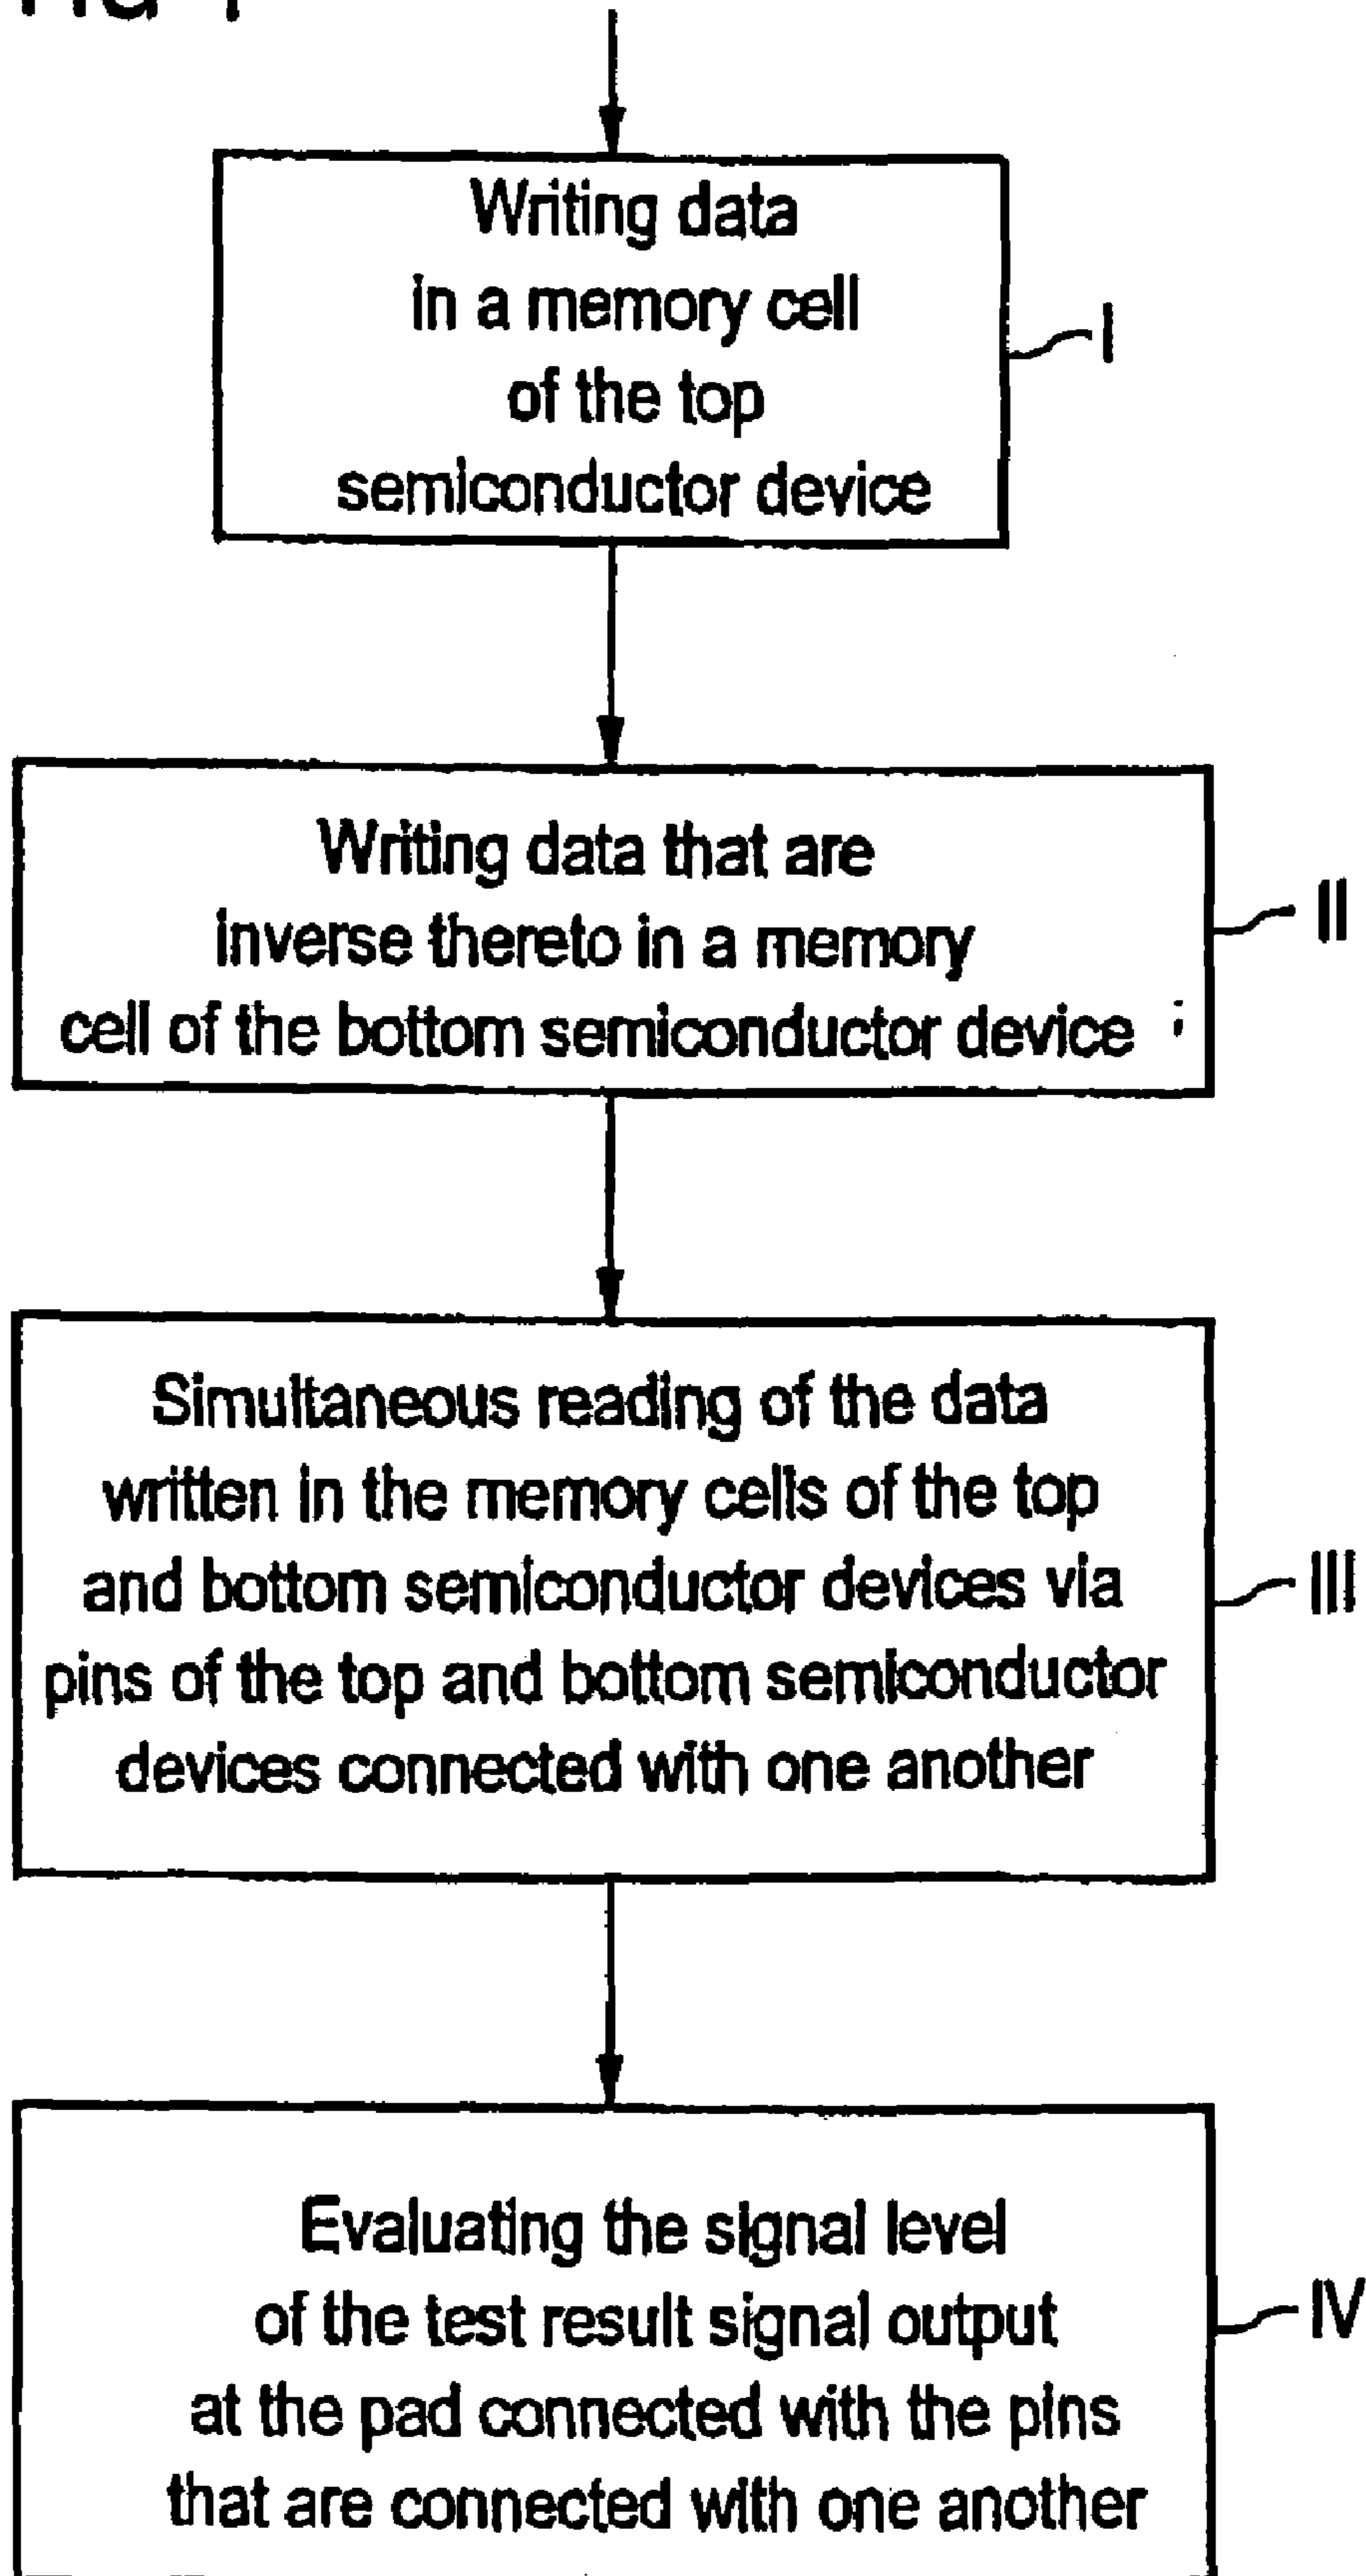 Writing data
in a memory cell
of the top
semiconductor device
I
Writing data that are
inverse thereto in a memory
cell of the bottom semiconductor device
II
Simultaneous reading of the data
written in the memory cells of the top
and bottom semiconductor devices via
pins of the top and bottom semiconductor
devices connected with one another
III
Evaluating the signal level
of the test result signal output
at the pad connected with the pins
that are connected with one another
IV